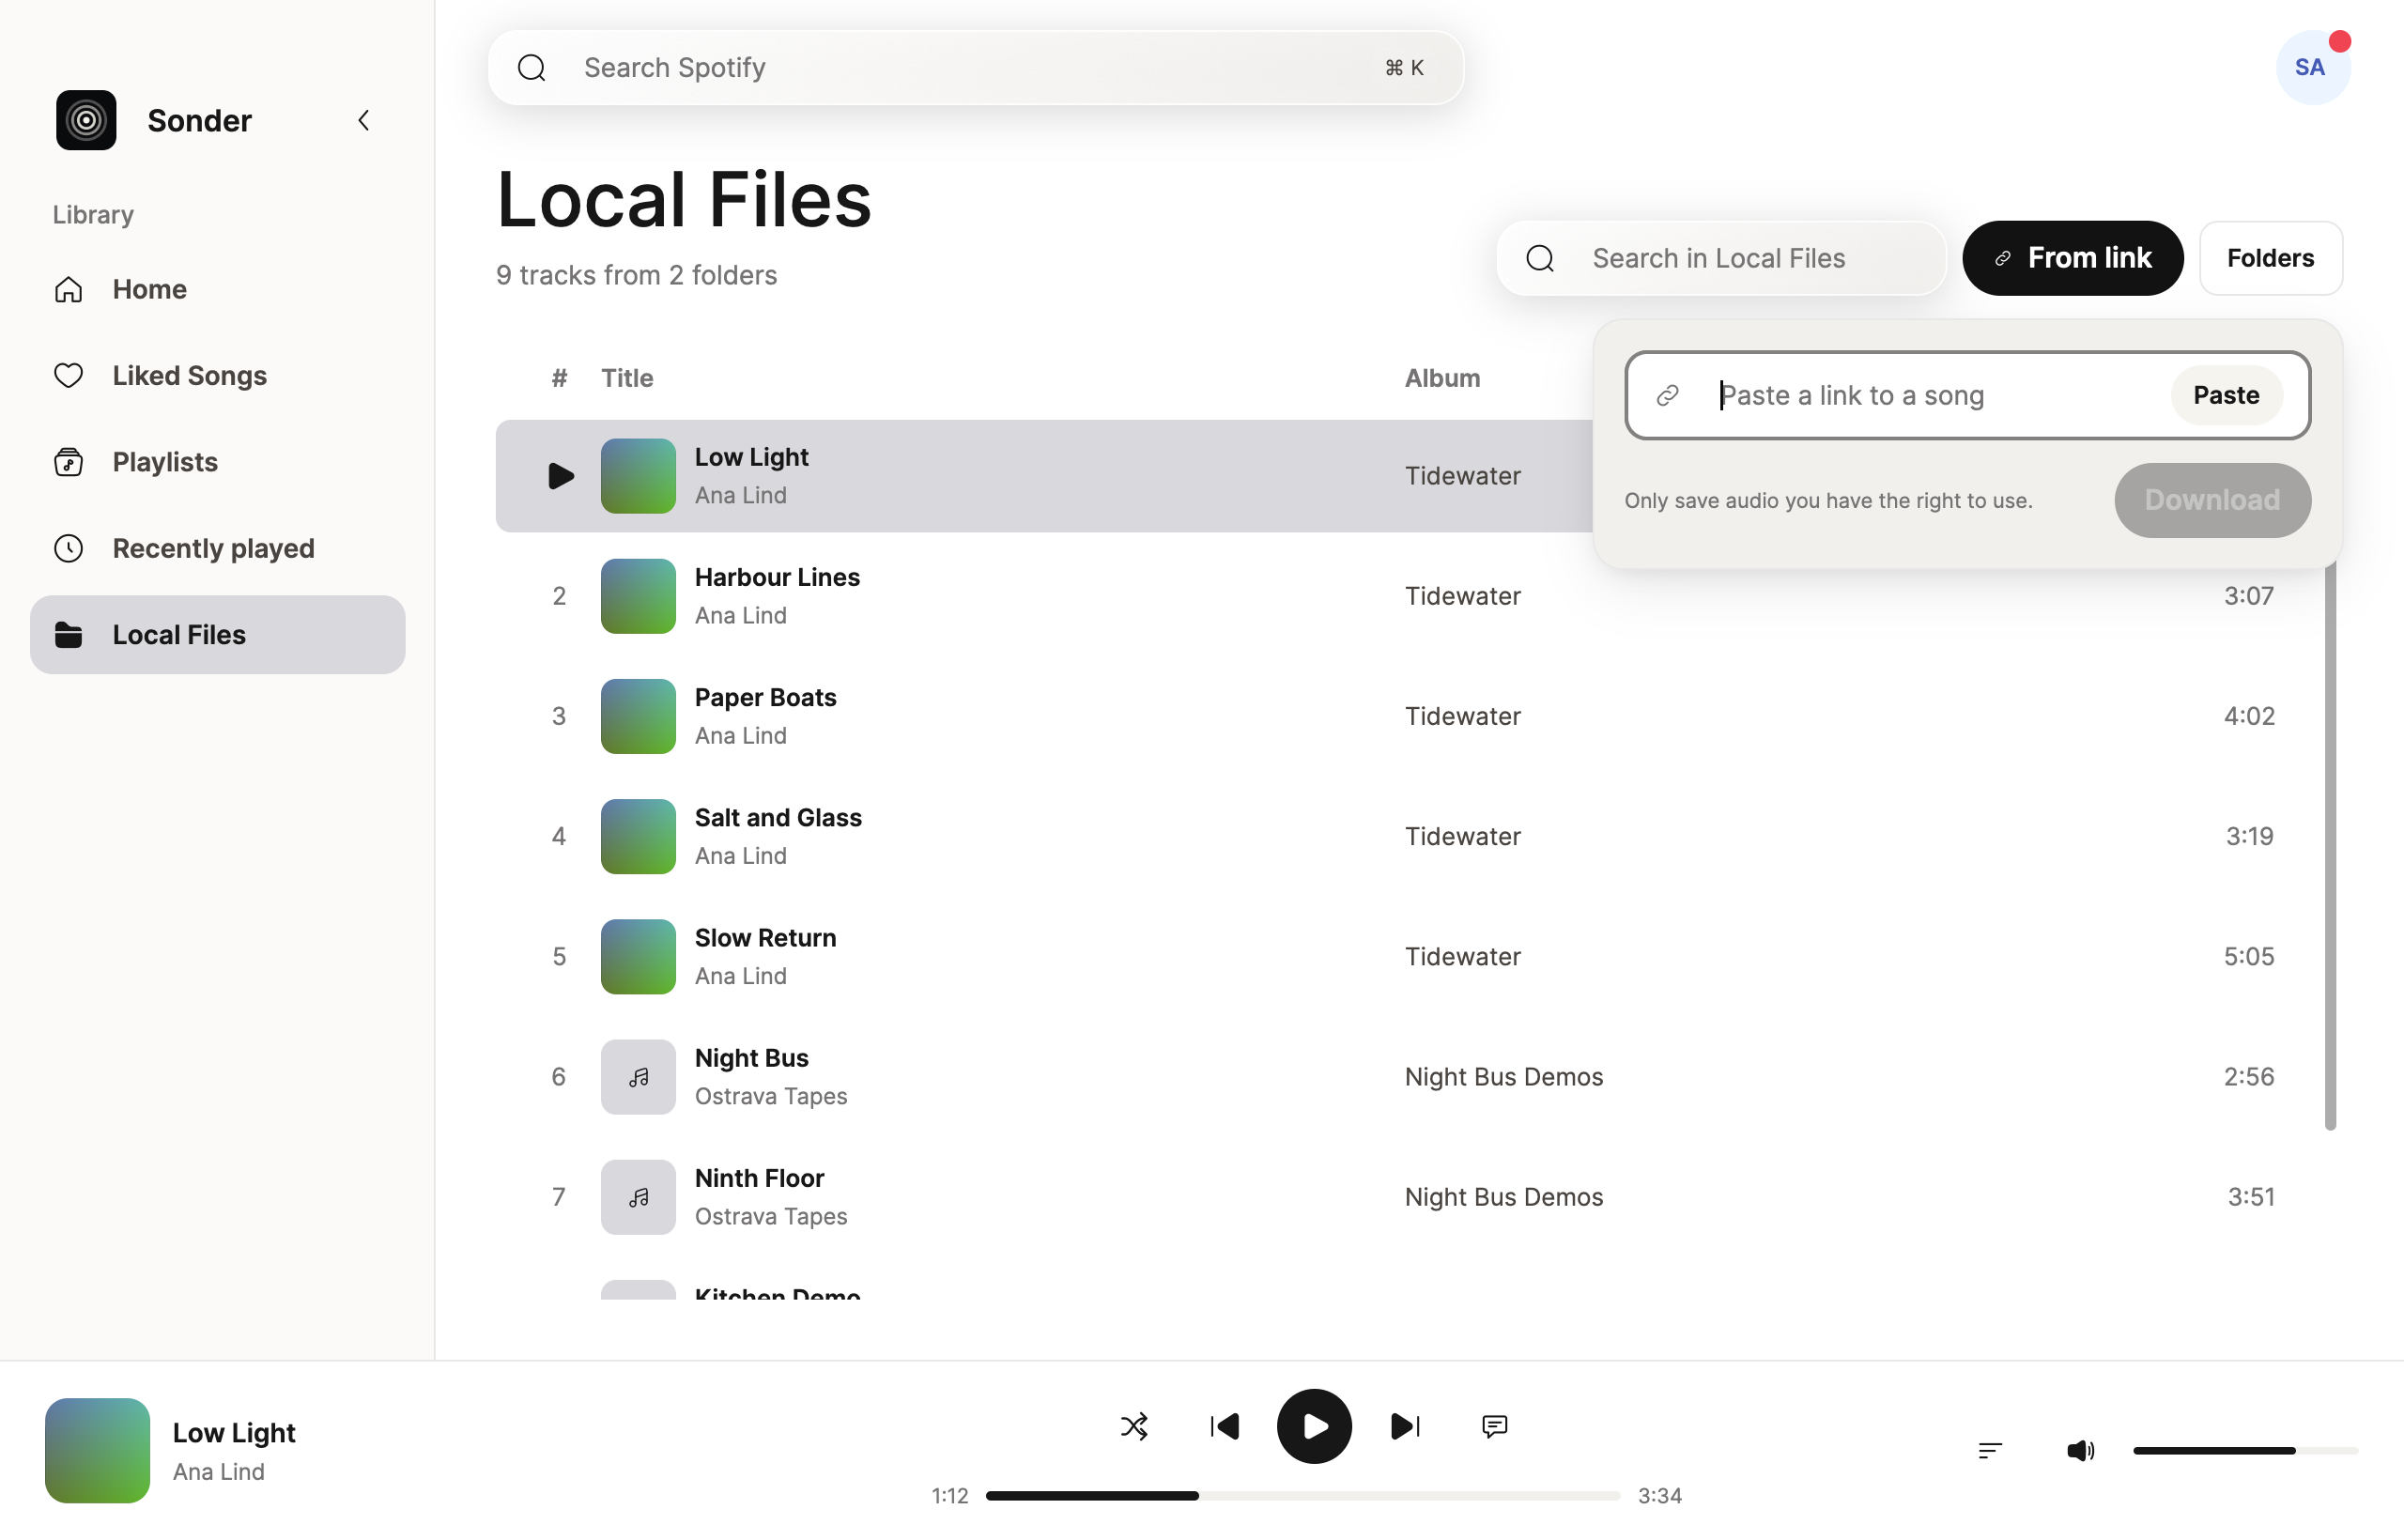 Search Spotify
⌘ K
SA
Sonder
Library
Home
Liked Songs
Playlists
Recently played
Local Files
Local Files
9 tracks from 2 folders
Search in Local Files
From link
Folders
Paste a link to a song
Paste
Only save audio you have the right to use.
Download
# Title Album
Low Light
Ana Lind
Tidewater
2
Harbour Lines
Ana Lind
Tidewater
3:07
3
Paper Boats
Ana Lind
Tidewater
4:02
4
Salt and Glass
Ana Lind
Tidewater
3:19
5
Slow Return
Ana Lind
Tidewater
5:05
6
Night Bus
Ostrava Tapes
Night Bus Demos
2:56
7
Ninth Floor
Ostrava Tapes
Night Bus Demos
3:51
Kitchen Demo
Low Light
Ana Lind
1:12
3:34